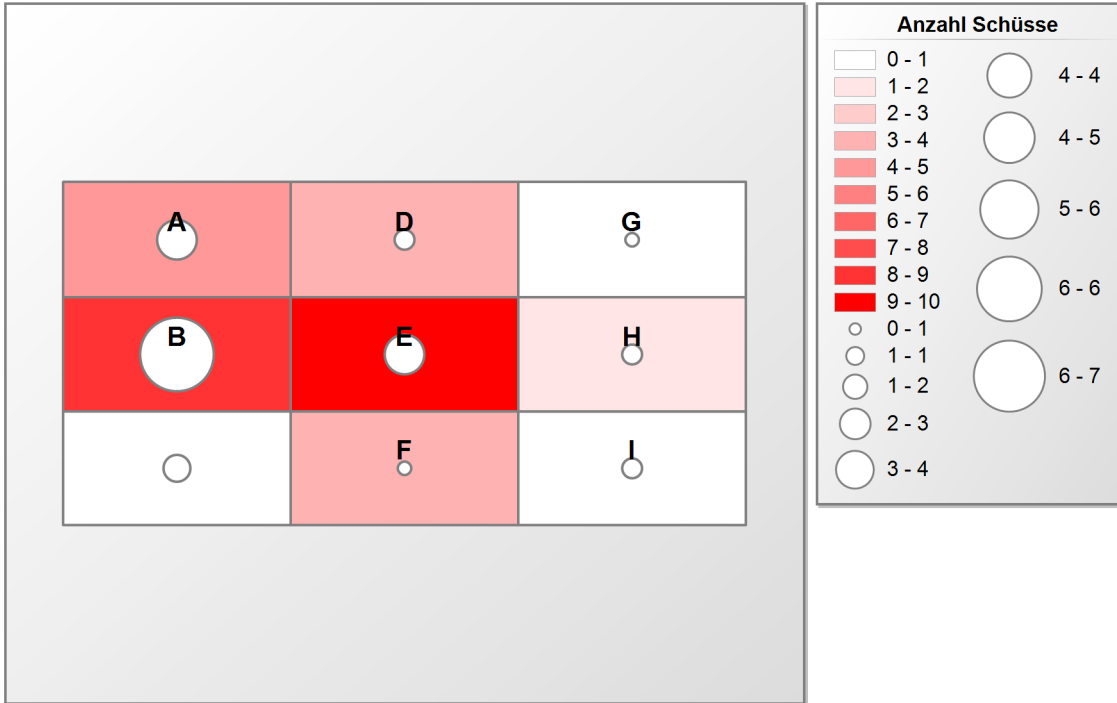 Anzahl Schüsse
0 - 1
1 - 2
2 - 3
3 - 4
4 - 5
5 - 6
6 - 7
7 - 8
8 - 9
9 - 10
0 - 1
1 - 1
1 - 2
2 - 3
3 - 4
4 - 4
4 - 5
5 - 6
6 - 6
6 - 7
A D G
B E H
F I